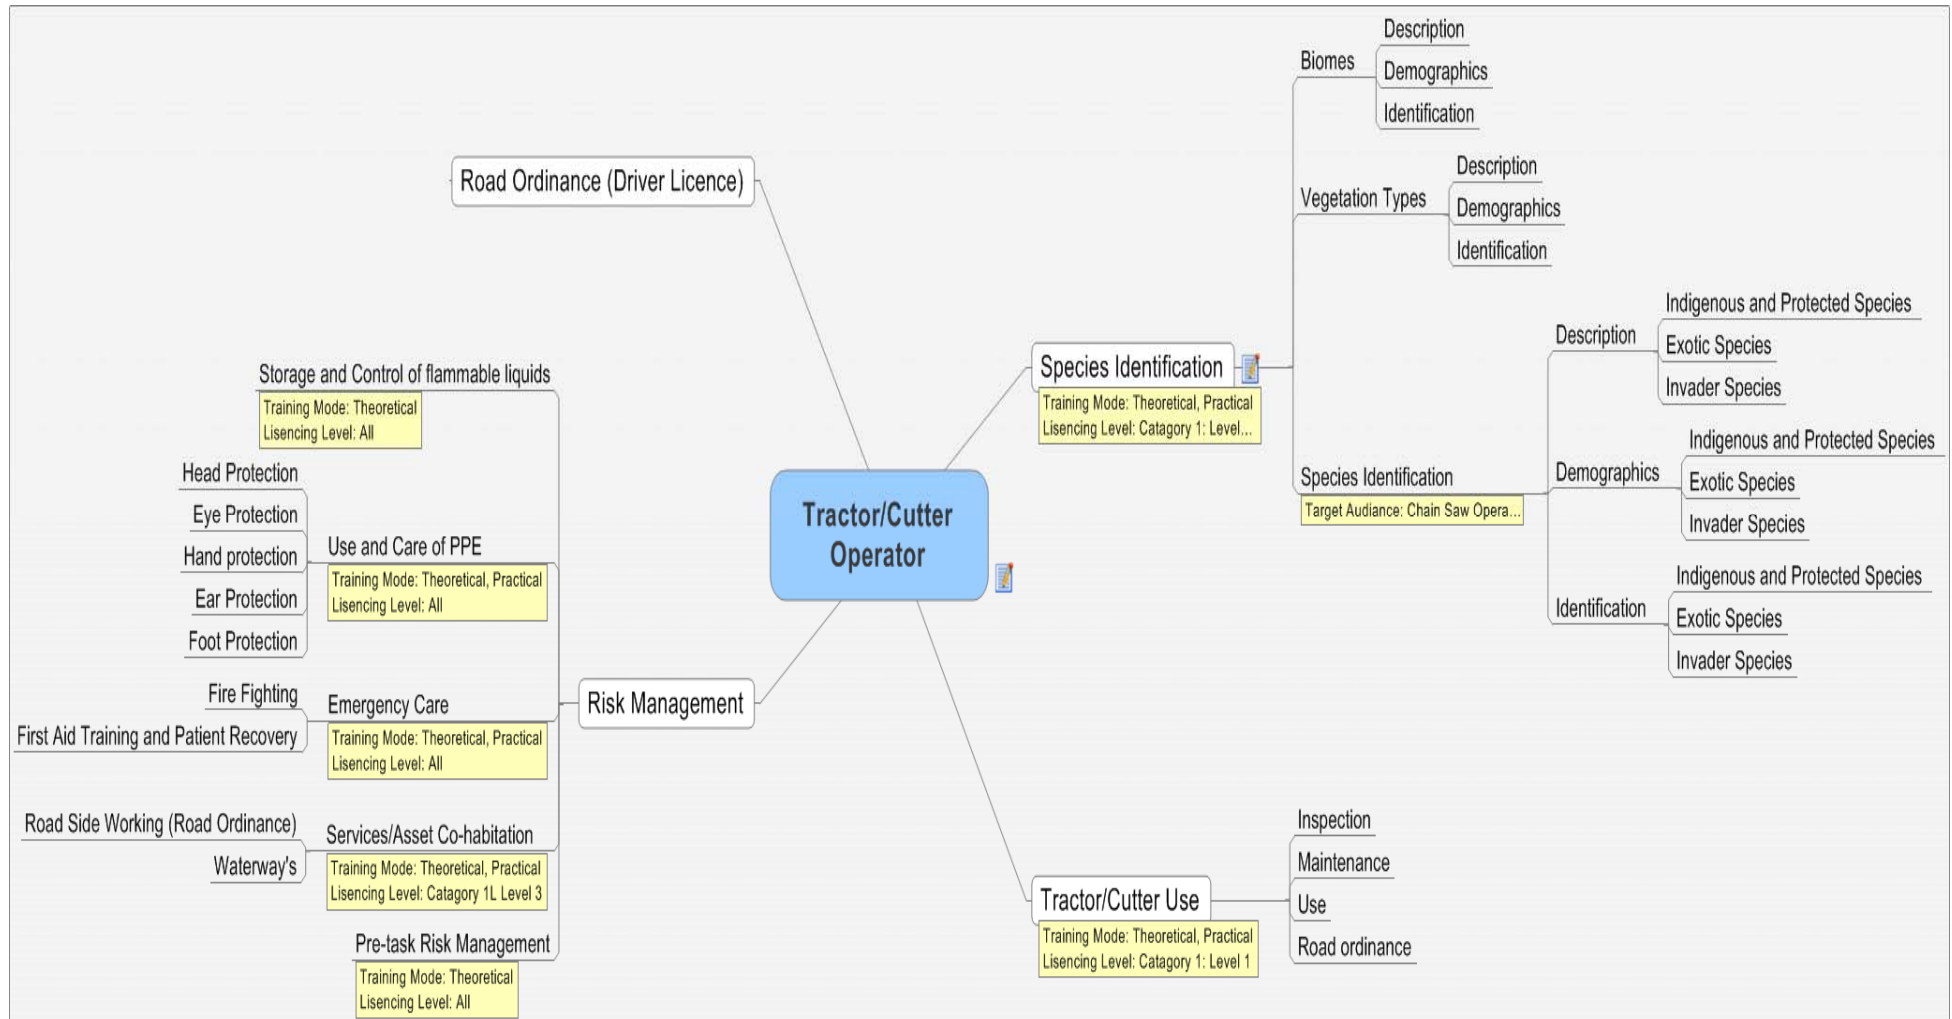 Tractor/Cutter
Operator
Road Ordinance (Driver Licence)
Species Identification
Training Mode: Theoretical, Practical
Lisencing Level: Catagory 1: Level...
Biomes
Description
Demographics
Identification
Vegetation Types
Description
Demographics
Identification
Species Identification
Target Audiance: Chain Saw Opera...
Description
Indigenous and Protected Species
Exotic Species
Invader Species
Demographics
Indigenous and Protected Species
Exotic Species
Invader Species
Identification
Indigenous and Protected Species
Exotic Species
Invader Species
Tractor/Cutter Use
Training Mode: Theoretical, Practical
Lisencing Level: Catagory 1: Level 1
Inspection
Maintenance
Use
Road ordinance
Risk Management
Storage and Control of flammable liquids
Training Mode: Theoretical
Lisencing Level: All
Use and Care of PPE
Training Mode: Theoretical, Practical
Lisencing Level: All
Head Protection
Eye Protection
Hand protection
Ear Protection
Foot Protection
Emergency Care
Training Mode: Theoretical, Practical
Lisencing Level: All
Fire Fighting
First Aid Training and Patient Recovery
Services/Asset Co-habitation
Training Mode: Theoretical, Practical
Lisencing Level: Catagory 1L Level 3
Road Side Working (Road Ordinance)
Waterway's
Pre-task Risk Management
Training Mode: Theoretical
Lisencing Level: All